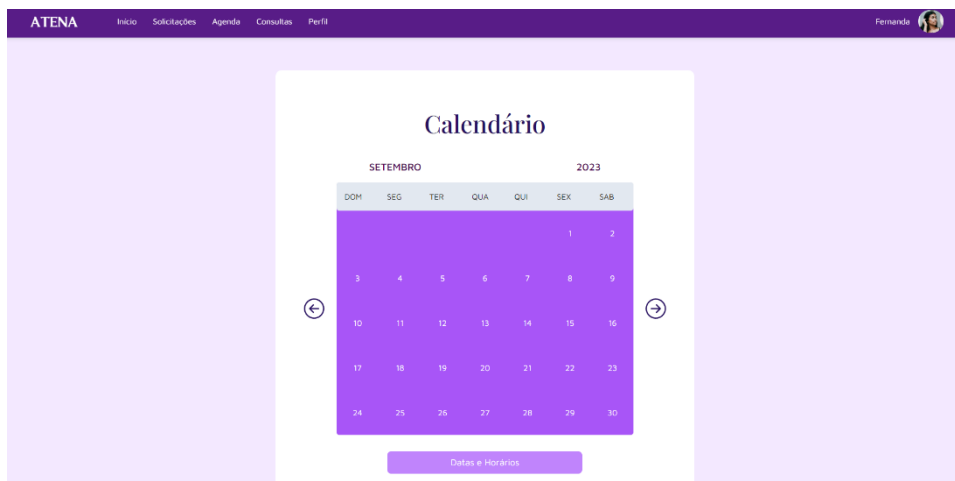 ATENA Início Solicitações Agenda Consultas Perfil Fernanda
Calendário
SETEMBRO 2023
DOM SEG TER QUA QUI SEX SAB
1 2
3 4 5 6 7 8 9
10 11 12 13 14 15 16
17 18 19 20 21 22 23
24 25 26 27 28 29 30
Datas e Horários